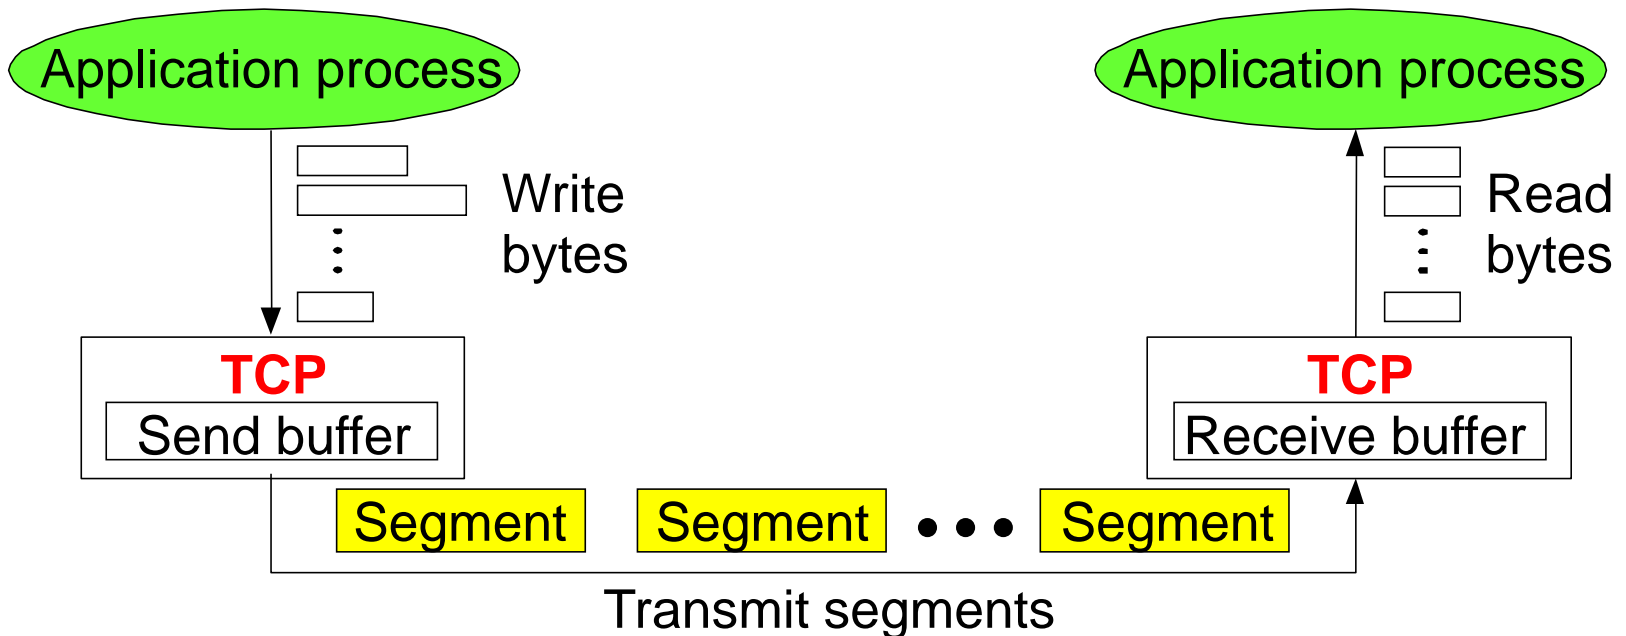 Application process
Application process
Write
bytes
Read
bytes
TCP
Send buffer
TCP
Receive buffer
Segment
Segment
Segment
Transmit segments